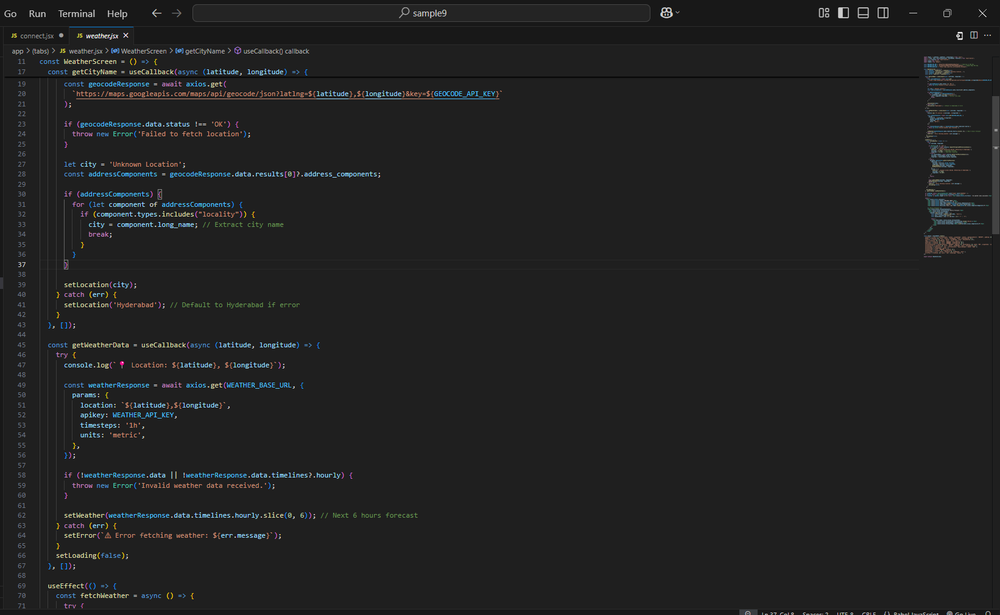 Go Run Terminal Help sample9
JS connect.jsx JS weather.jsx
app > (tabs) > JS weather.jsx > WeatherScreen > getCityName > useCallback() callback
11 const WeatherScreen = () => {
17 const getCityName = useCallback(async (latitude, longitude) => {
19 const geocodeResponse = await axios.get(
20 `https://maps.googleapis.com/maps/api/geocode/json?latlng=${latitude},${longitude}&key=${GEOCODE_API_KEY}`
21 );
22
23 if (geocodeResponse.data.status !== 'OK') {
24 throw new Error('Failed to fetch location');
25 }
26
27 let city = 'Unknown Location';
28 const addressComponents = geocodeResponse.data.results[0]?.address_components;
29
30 if (addressComponents) {
31 for (let component of addressComponents) {
32 if (component.types.includes("locality")) {
33 city = component.long_name; // Extract city name
34 break;
35 }
36 }
37 }
38
39 setLocation(city);
40 } catch (err) {
41 setLocation('Hyderabad'); // Default to Hyderabad if error
42 }
43 }, []);
44
45 const getWeatherData = useCallback(async (latitude, longitude) => {
46 try {
47 console.log(`📍 Location: ${latitude}, ${longitude}`);
48
49 const weatherResponse = await axios.get(WEATHER_BASE_URL, {
50 params: {
51 location: `${latitude},${longitude}`,
52 apikey: WEATHER_API_KEY,
53 timesteps: '1h',
54 units: 'metric',
55 },
56 });
57
58 if (!weatherResponse.data || !weatherResponse.data.timelines?.hourly) {
59 throw new Error('Invalid weather data received.');
60 }
61
62 setWeather(weatherResponse.data.timelines.hourly.slice(0, 6)); // Next 6 hours forecast
63 } catch (err) {
64 setError(`⚠ Error fetching weather: ${err.message}`);
65 }
66 setLoading(false);
67 }, []);
68
69 useEffect(() => {
70 const fetchWeather = async () => {
71 try {
Ln 37, Col 8 Spaces: 2 UTF-8 CRLF {} Babel JavaScript Go Live